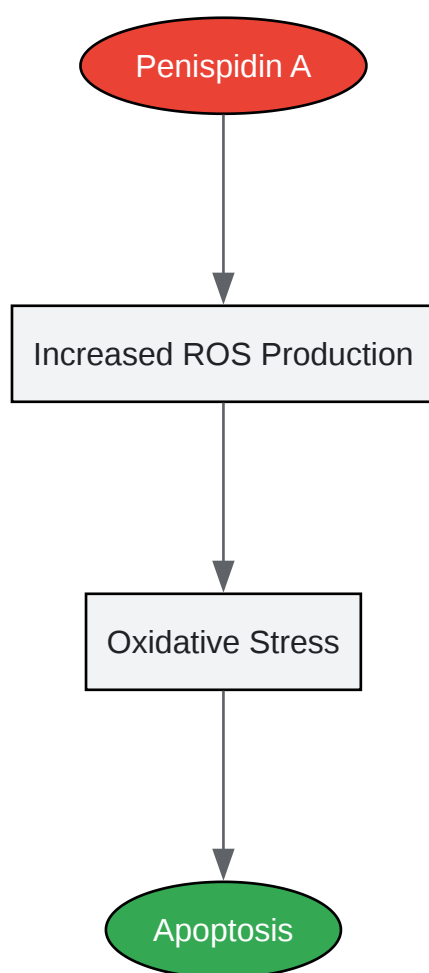 Penispidin A
Increased ROS Production
Oxidative Stress
Apoptosis